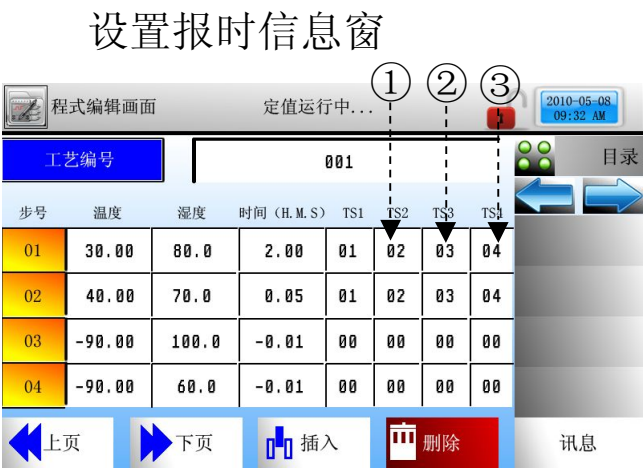 设置报时信息窗
① ② ③
程式编辑画面 定值运行中... 2010-05-08
09:32 AM
工艺编号 001 目录
步号 温度 湿度 时间 (H.M.S) TS1 TS2 TS3 TS4
01 30.00 80.0 2.00 01 02 03 04
02 40.00 70.0 0.05 01 02 03 04
03 -90.00 100.0 -0.01 00 00 00 00
04 -90.00 60.0 -0.01 00 00 00 00
上页 下页 插入 删除 讯息